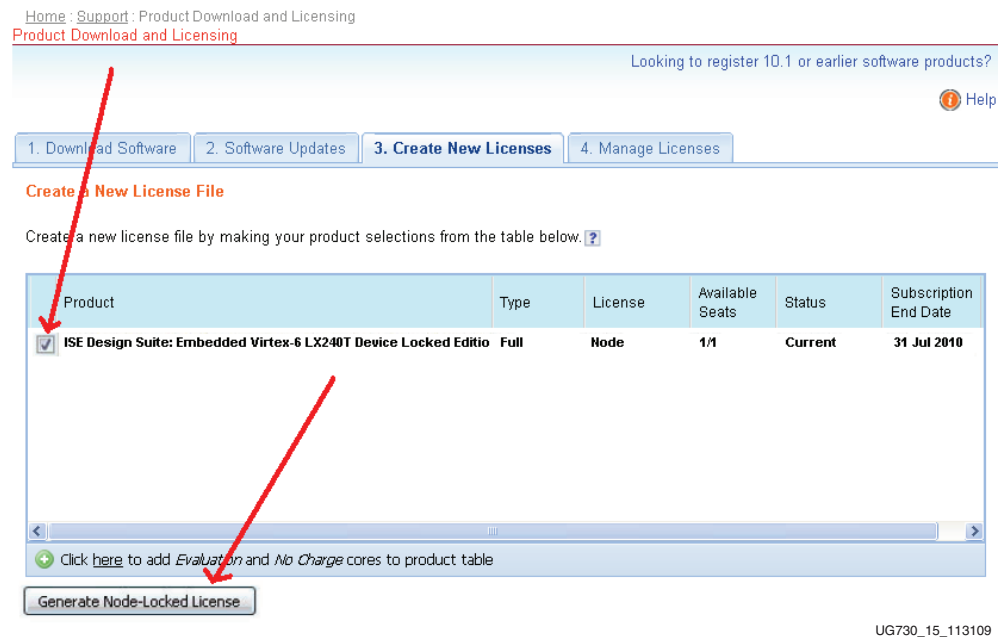 Home : Support : Product Download and Licensing
Product Download and Licensing
Looking to register 10.1 or earlier software products?
Help
1. Download Software 2. Software Updates 3. Create New Licenses 4. Manage Licenses
Create a New License File
Create a new license file by making your product selections from the table below. ?
Product Type License Available Seats Status Subscription End Date
ISE Design Suite: Embedded Virtex-6 LX240T Device Locked Editio Full Node 1/1 Current 31 Jul 2010
Click here to add Evaluation and No Charge cores to product table
Generate Node-Locked License
UG730_15_113109